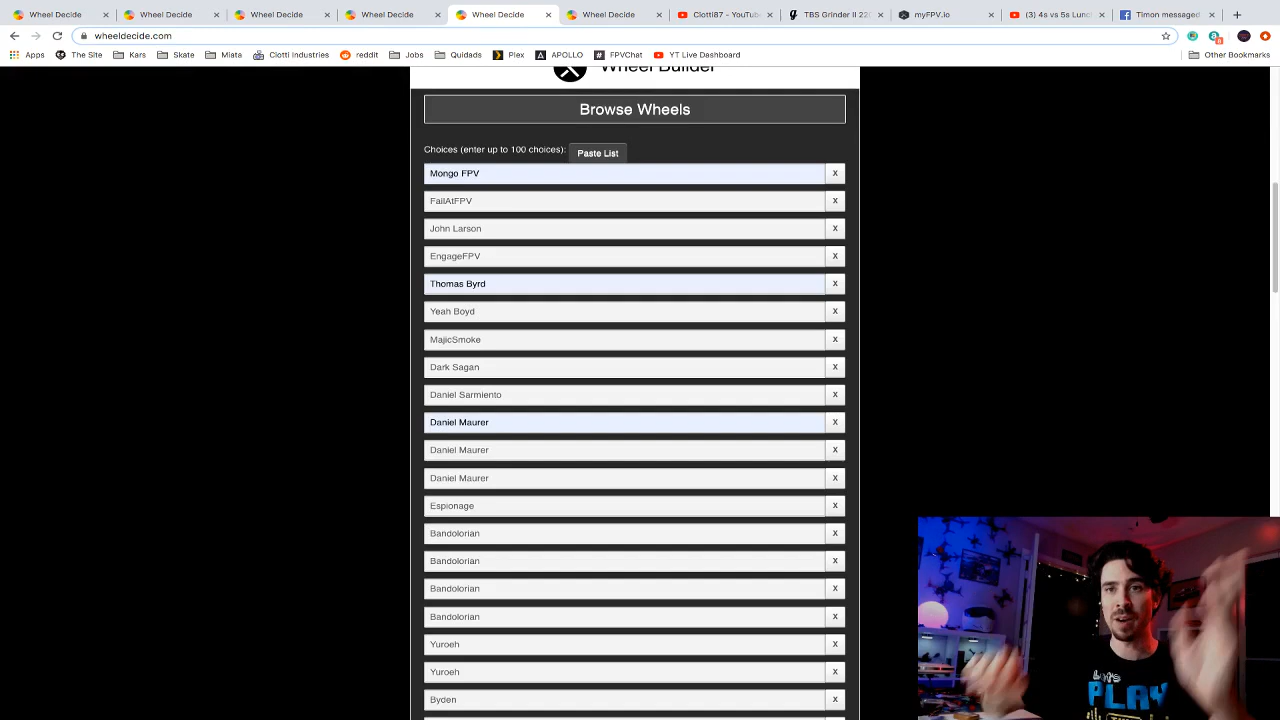 Wheel Decide
Wheel Decide
Wheel Decide
Wheel Decide
Wheel Decide
Wheel Decide
Ciotti87 - YouTube
TBS Grinder II 22
myFPV.io
(3) 4s vs 5s Lunch
Timon messaged
wheeldecide.com
Apps The Site Kars Skate Miata Ciotti Industries reddit Jobs Quidads Plex APOLLO FPVChat YT Live Dashboard Other Bookmarks
Wheel Builder
Browse Wheels
Choices (enter up to 100 choices): Paste List
Mongo FPV X
FailAtFPV X
John Larson X
EngageFPV X
Thomas Byrd X
Yeah Boyd X
MajicSmoke X
Dark Sagan X
Daniel Sarmiento X
Daniel Maurer X
Daniel Maurer X
Daniel Maurer X
Espionage X
Bandolorian X
Bandolorian X
Bandolorian X
Bandolorian X
Yuroeh X
Yuroeh X
Byden X
PLAY